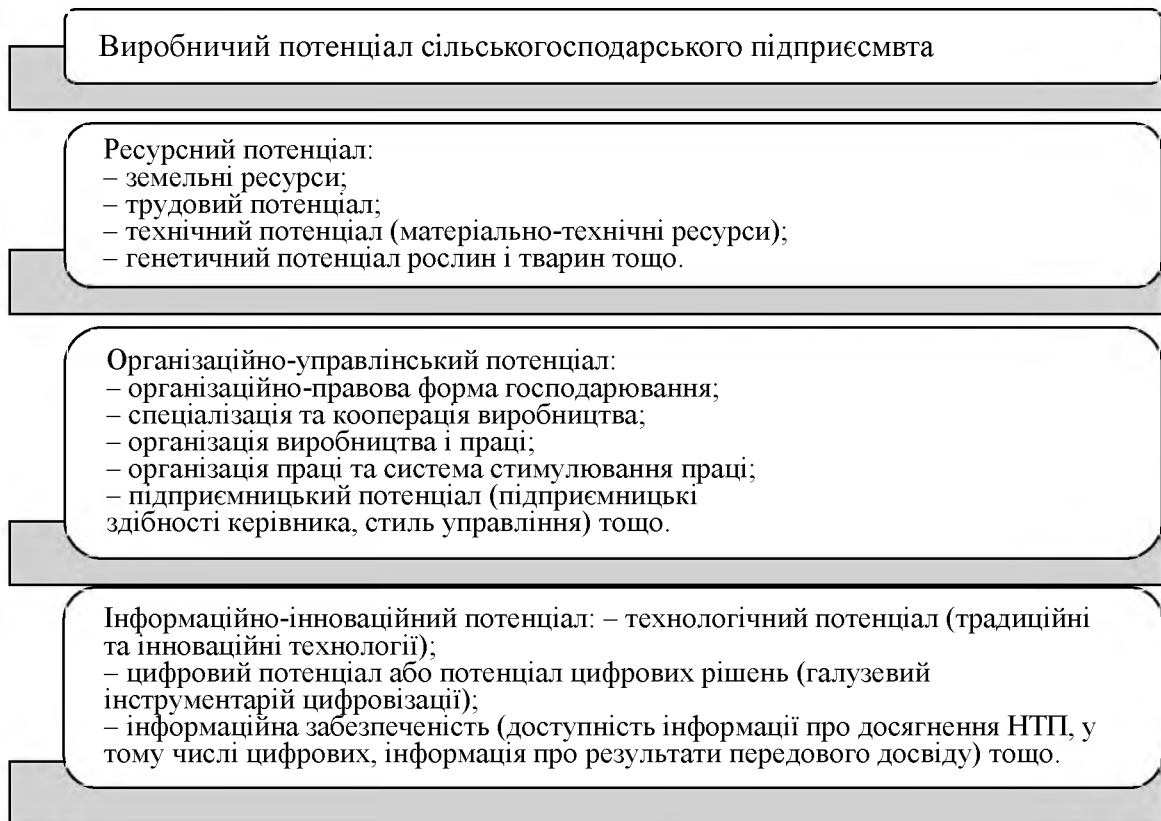 Виробничий потенціал сільськогосподарського підприєсмвта
Ресурсний потенціал:
– земельні ресурси;
– трудовий потенціал;
– технічний потенціал (матеріально-технічні ресурси);
– генетичний потенціал рослин і тварин тощо.
Організаційно-управлінський потенціал:
– організаційно-правова форма господарювання;
– спеціалізація та кооперація виробництва;
– організація виробництва і праці;
– організація праці та система стимулювання праці;
– підприємницький потенціал (підприємницькі
здібності керівника, стиль управління) тощо.
Інформаційно-інноваційний потенціал: – технологічний потенціал (традиційні
та інноваційні технології);
– цифровий потенціал або потенціал цифрових рішень (галузевий
інструментарій цифровізації);
– інформаційна забезпеченість (доступність інформації про досягнення НТП, у
тому числі цифрових, інформація про результати передового досвіду) тощо.